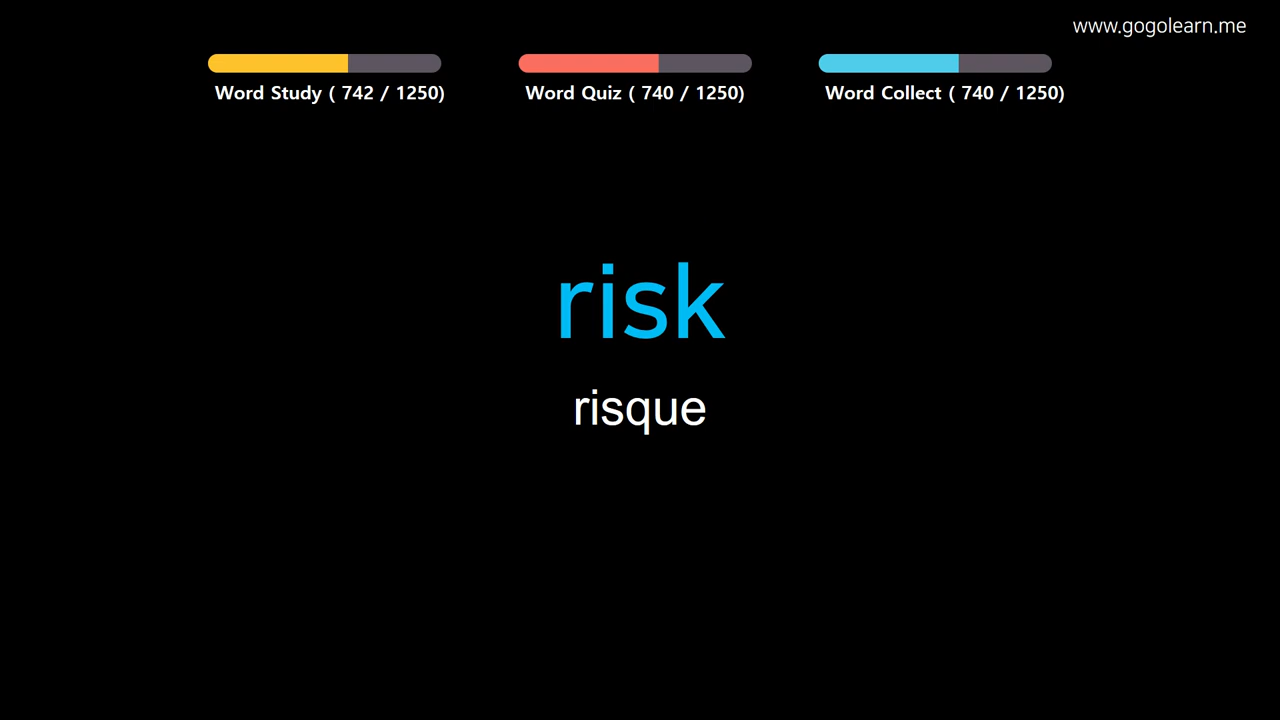 www.gogolearn.me
Word Study ( 742 / 1250)
Word Quiz ( 740 / 1250)
Word Collect ( 740 / 1250)
risk
risque